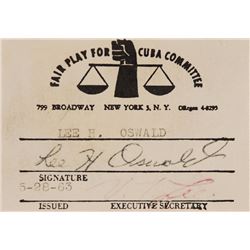 FAIR PLAY FOR CUBA COMMITTEE
799 BROADWAY NEW YORK 3, N. Y. ORegon 4-8295
LEE H. OSWALD
Lee H Oswald
SIGNATURE
5-28-63
ISSUED EXECUTIVE SECRETARY